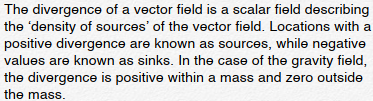 The divergence of a vector field is a scalar field describing
the ‘density of sources’ of the vector field. Locations with a
positive divergence are known as sources, while negative
values are known as sinks. In the case of the gravity field,
the divergence is positive within a mass and zero outside
the mass.